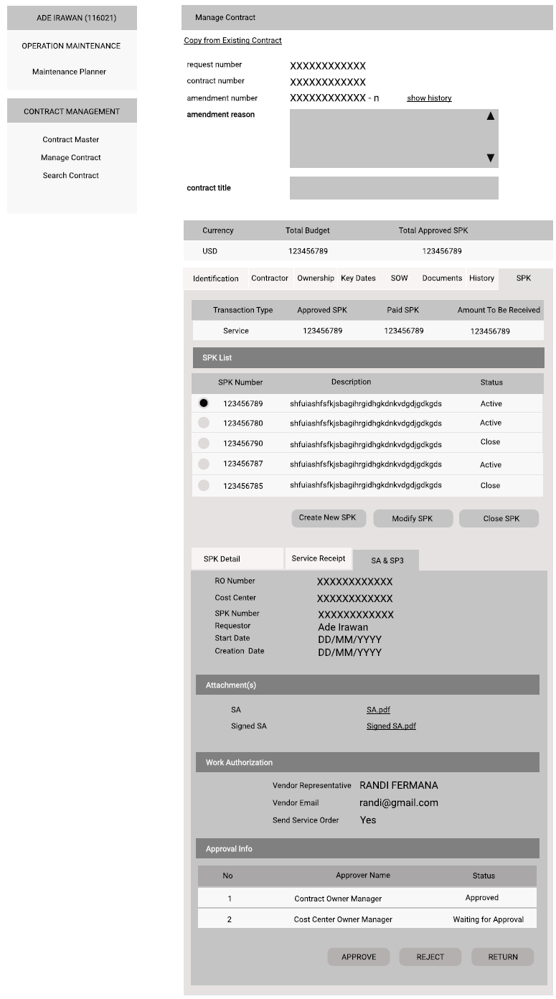 ADE IRAWAN (116021)
OPERATION MAINTENANCE
Maintenance Planner
CONTRACT MANAGEMENT
Contract Master
Manage Contract
Search Contract
Manage Contract
Copy from Existing Contract
request number XXXXXXXXXXXX
contract number XXXXXXXXXXXX
amendment number XXXXXXXXXXXX - n show history
amendment reason
contract title
Currency Total Budget Total Approved SPK
USD 123456789 123456789
Identification Contractor Ownership Key Dates SOW Documents History SPK
Transaction Type Approved SPK Paid SPK Amount To Be Received
Service 123456789 123456789 123456789
SPK List
SPK Number Description Status
123456789 shfuiashfsfkjsbagihrgidhgkdnkvdgdjgdkgds Active
123456780 shfuiashfsfkjsbagihrgidhgkdnkvdgdjgdkgds Active
123456790 shfuiashfsfkjsbagihrgidhgkdnkvdgdjgdkgds Close
123456787 shfuiashfsfkjsbagihrgidhgkdnkvdgdjgdkgds Active
123456785 shfuiashfsfkjsbagihrgidhgkdnkvdgdjgdkgds Close
Create New SPK Modify SPK Close SPK
SPK Detail Service Receipt SA & SP3
RO Number XXXXXXXXXXXX
Cost Center XXXXXXXXXXXX
SPK Number XXXXXXXXXXXX
Requestor Ade Irawan
Start Date DD/MM/YYYY
Creation Date DD/MM/YYYY
Attachment(s)
SA SA.pdf
Signed SA Signed SA.pdf
Work Authorization
Vendor Representative RANDI FERMANA
Vendor Email randi@gmail.com
Send Service Order Yes
Approval Info
No Approver Name Status
1 Contract Owner Manager Approved
2 Cost Center Owner Manager Waiting for Approval
APPROVE REJECT RETURN